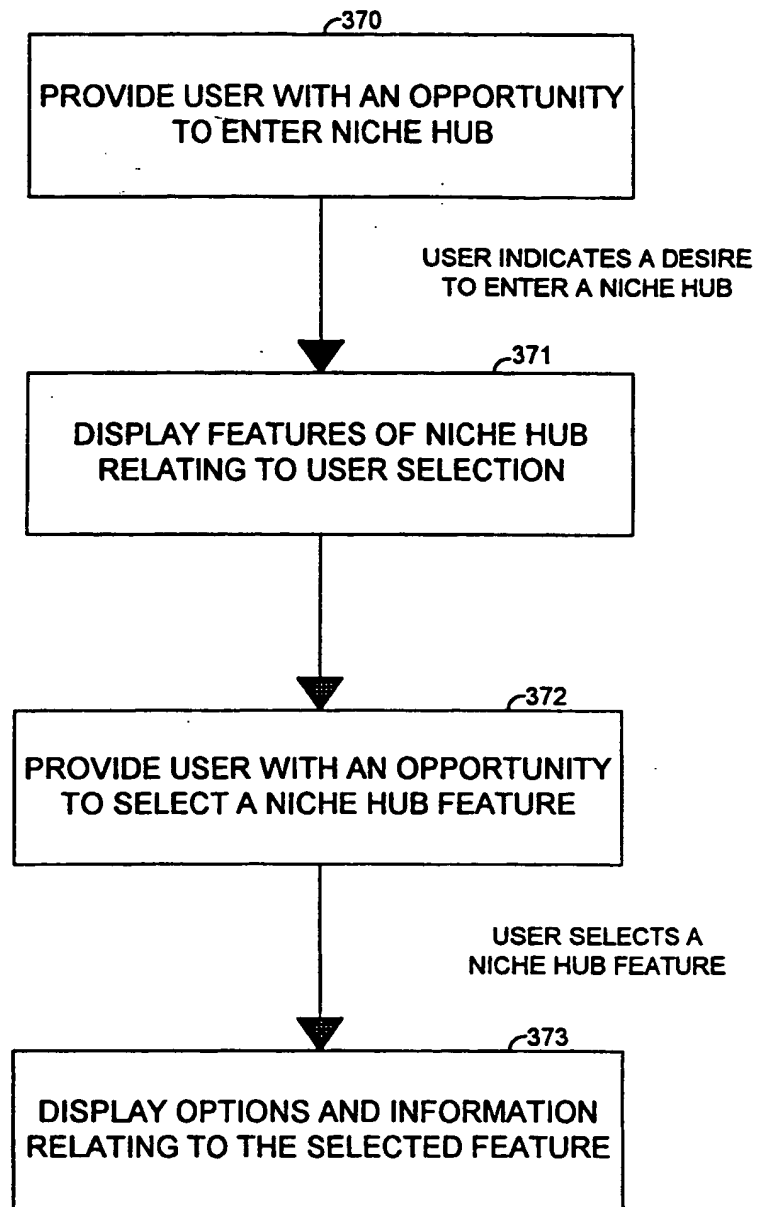 370
PROVIDE USER WITH AN OPPORTUNITY
TO ENTER NICHE HUB
USER INDICATES A DESIRE
TO ENTER A NICHE HUB
371
DISPLAY FEATURES OF NICHE HUB
RELATING TO USER SELECTION
372
PROVIDE USER WITH AN OPPORTUNITY
TO SELECT A NICHE HUB FEATURE
USER SELECTS A
NICHE HUB FEATURE
373
DISPLAY OPTIONS AND INFORMATION
RELATING TO THE SELECTED FEATURE